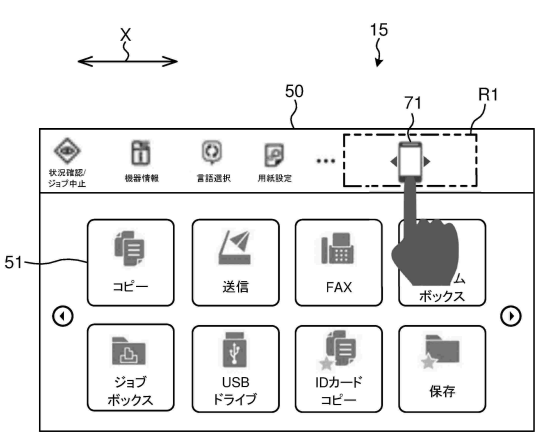 X
15
50
71
R1
状況確認/
ジョブ中止
機器情報
言語選択
用紙設定
•••
51
コピー
送信
FAX
ム
ボックス
ジョブ
ボックス
USB
ドライブ
IDカード
コピー
保存